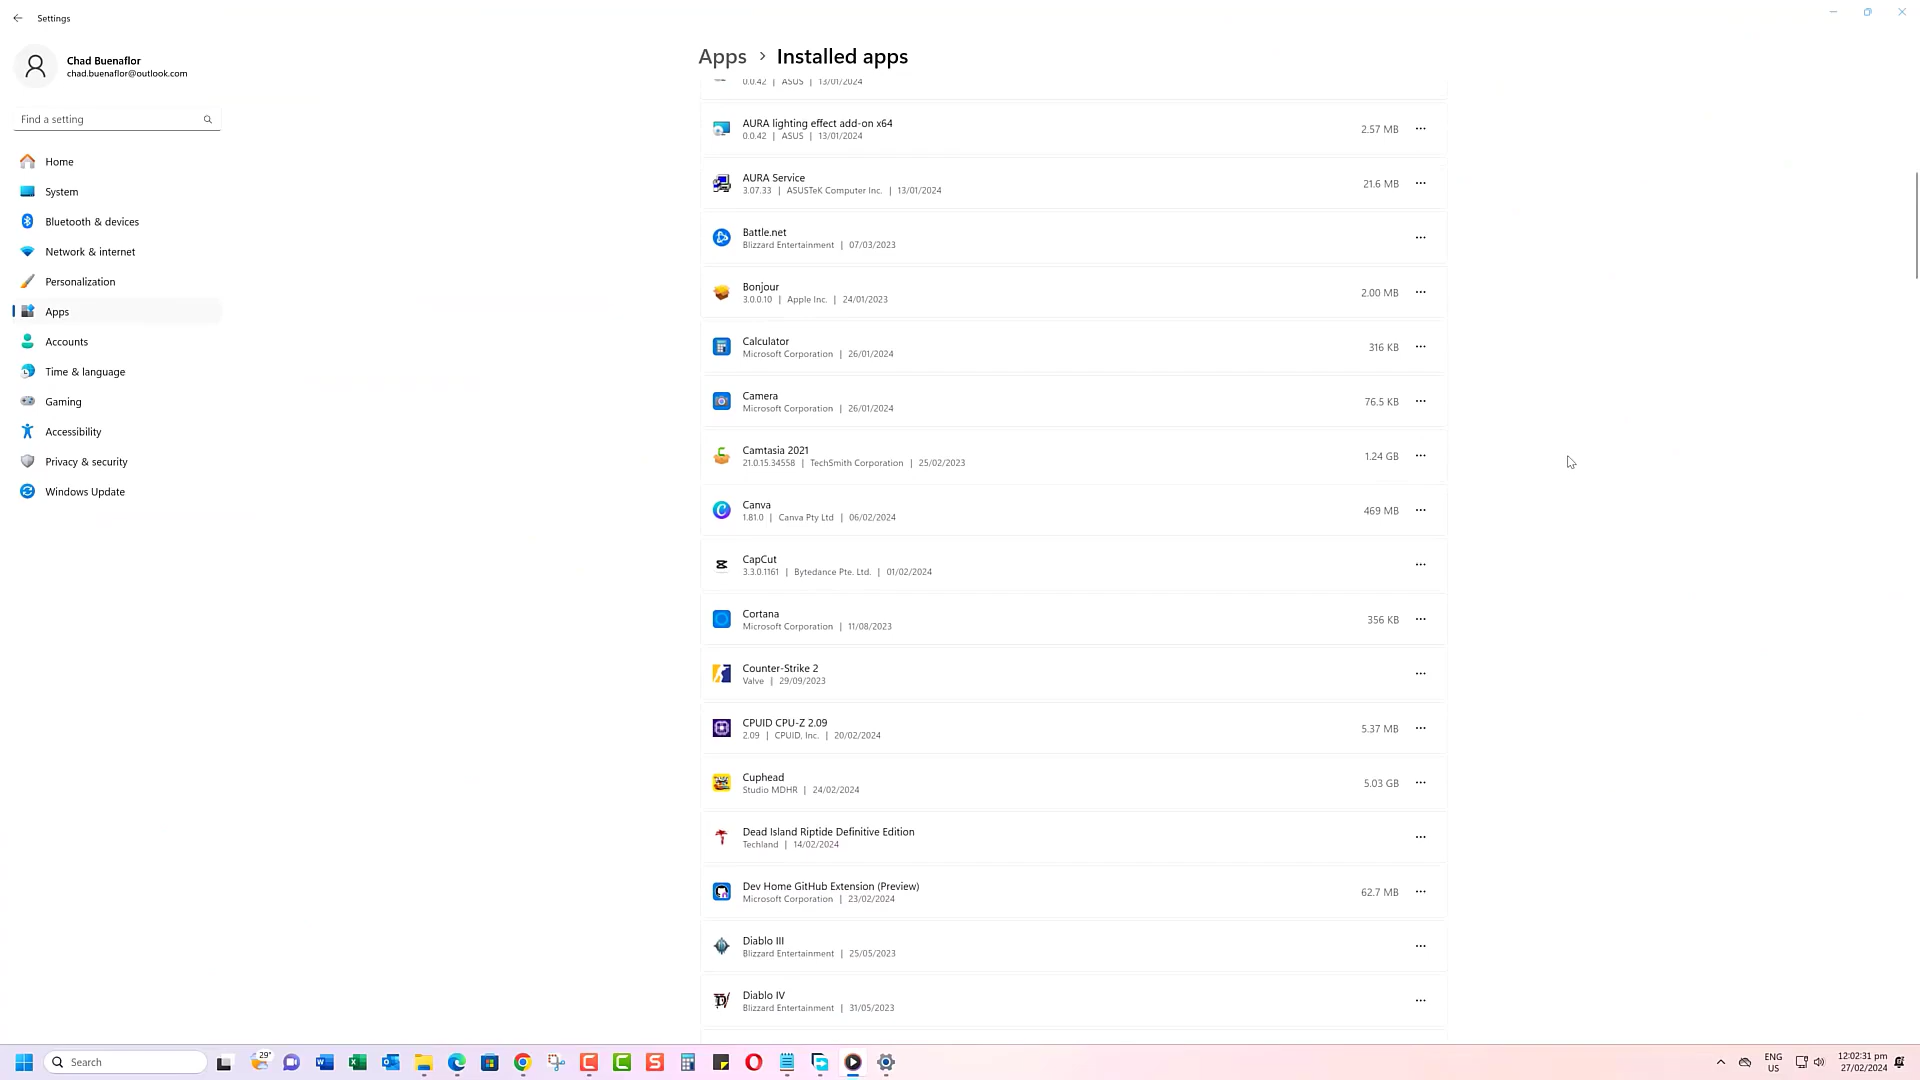 Settings
Chad Buenaflor
chad.buenaflor@outlook.com
Find a setting
Home
System
Bluetooth & devices
Network & internet
Personalization
Apps
Accounts
Time & language
Gaming
Accessibility
Privacy & security
Windows Update
Apps > Installed apps
0.0.42 | ASUS | 13/01/2024
AURA lighting effect add-on x64
0.0.42 | ASUS | 13/01/2024
2.57 MB
AURA Service
3.07.33 | ASUSTeK Computer Inc. | 13/01/2024
21.6 MB
Battle.net
Blizzard Entertainment | 07/03/2023
Bonjour
3.0.0.10 | Apple Inc. | 24/01/2023
2.00 MB
Calculator
Microsoft Corporation | 26/01/2024
316 KB
Camera
Microsoft Corporation | 26/01/2024
76.5 KB
Camtasia 2021
21.0.15.34558 | TechSmith Corporation | 25/02/2023
1.24 GB
Canva
1.81.0 | Canva Pty Ltd | 06/02/2024
469 MB
CapCut
3.3.0.1161 | Bytedance Pte. Ltd. | 01/02/2024
Cortana
Microsoft Corporation | 11/08/2023
356 KB
Counter-Strike 2
Valve | 29/09/2023
CPUID CPU-Z 2.09
2.09 | CPUID, Inc. | 20/02/2024
5.37 MB
Cuphead
Studio MDHR | 24/02/2024
5.03 GB
Dead Island Riptide Definitive Edition
Techland | 14/02/2024
Dev Home GitHub Extension (Preview)
Microsoft Corporation | 23/02/2024
62.7 MB
Diablo III
Blizzard Entertainment | 25/05/2023
Diablo IV
Blizzard Entertainment | 31/05/2023
Search
29°
ENG
US
12:02:31 pm
27/02/2024